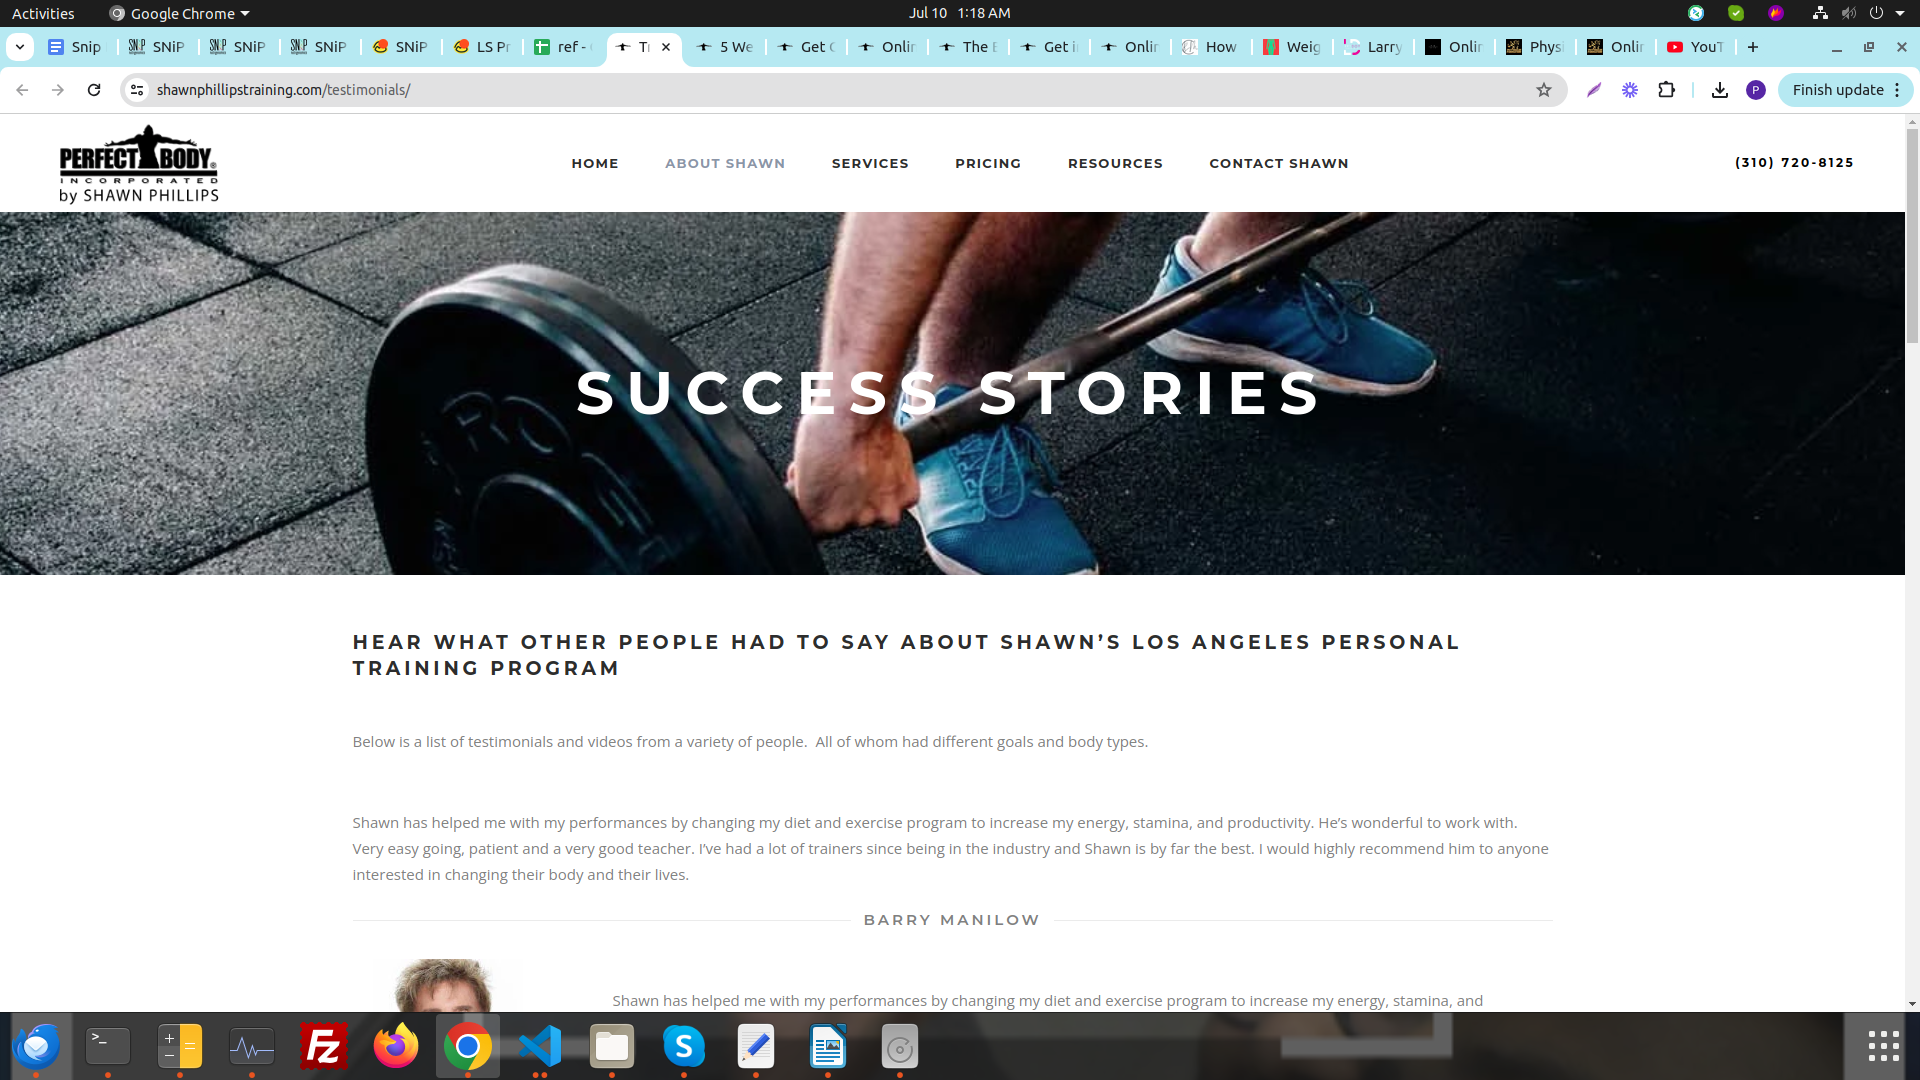 Activities Google Chrome Jul 10 1:18 AM
Snip SNiP SNiP SNiP SNiP LS Pr ref - Tr 5 We Get Onlin The E Get i Onlin How Weig Larry Onlin Physi Onlin YouT
shawnphillipstraining.com/testimonials/ P Finish update
PERFECT BODY®
INCORPORATED
by SHAWN PHILLIPS
HOME ABOUT SHAWN SERVICES PRICING RESOURCES CONTACT SHAWN (310) 720-8125
SUCCESS STORIES
HEAR WHAT OTHER PEOPLE HAD TO SAY ABOUT SHAWN’S LOS ANGELES PERSONAL
TRAINING PROGRAM
Below is a list of testimonials and videos from a variety of people.  All of whom had different goals and body types.
Shawn has helped me with my performances by changing my diet and exercise program to increase my energy, stamina, and productivity. He’s wonderful to work with.
Very easy going, patient and a very good teacher. I’ve had a lot of trainers since being in the industry and Shawn is by far the best. I would highly recommend him to anyone
interested in changing their body and their lives.
BARRY MANILOW
Shawn has helped me with my performances by changing my diet and exercise program to increase my energy, stamina, and